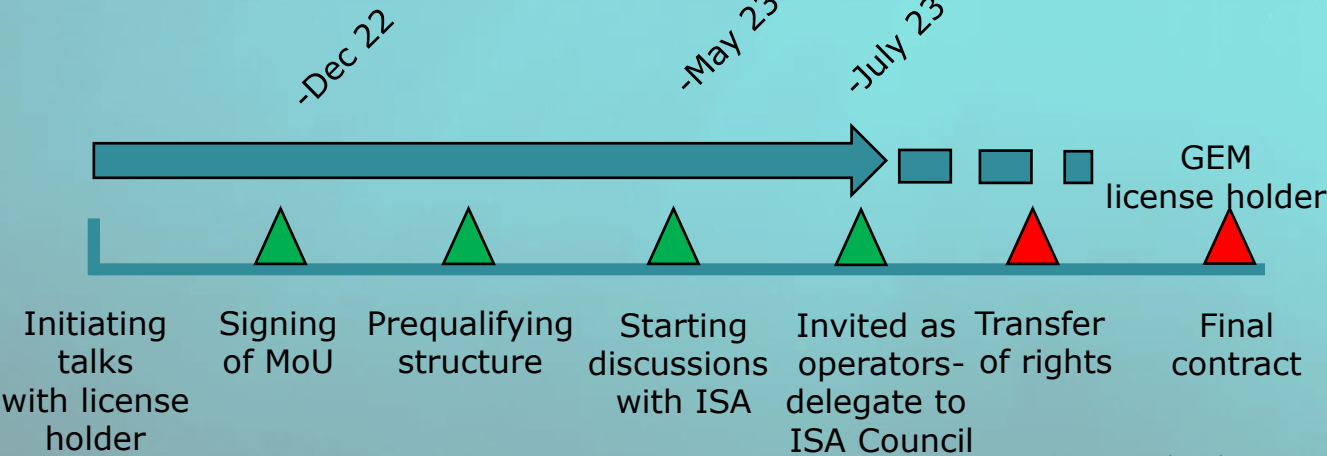 -Dec 22
-May 23
-July 23
GEM
license holder
Initiating
talks
with license
holder
Signing
of MoU
Prequalifying
structure
Starting
discussions
with ISA
Invited as
operators-
delegate to
ISA Council
Transfer
of rights
Final
contract